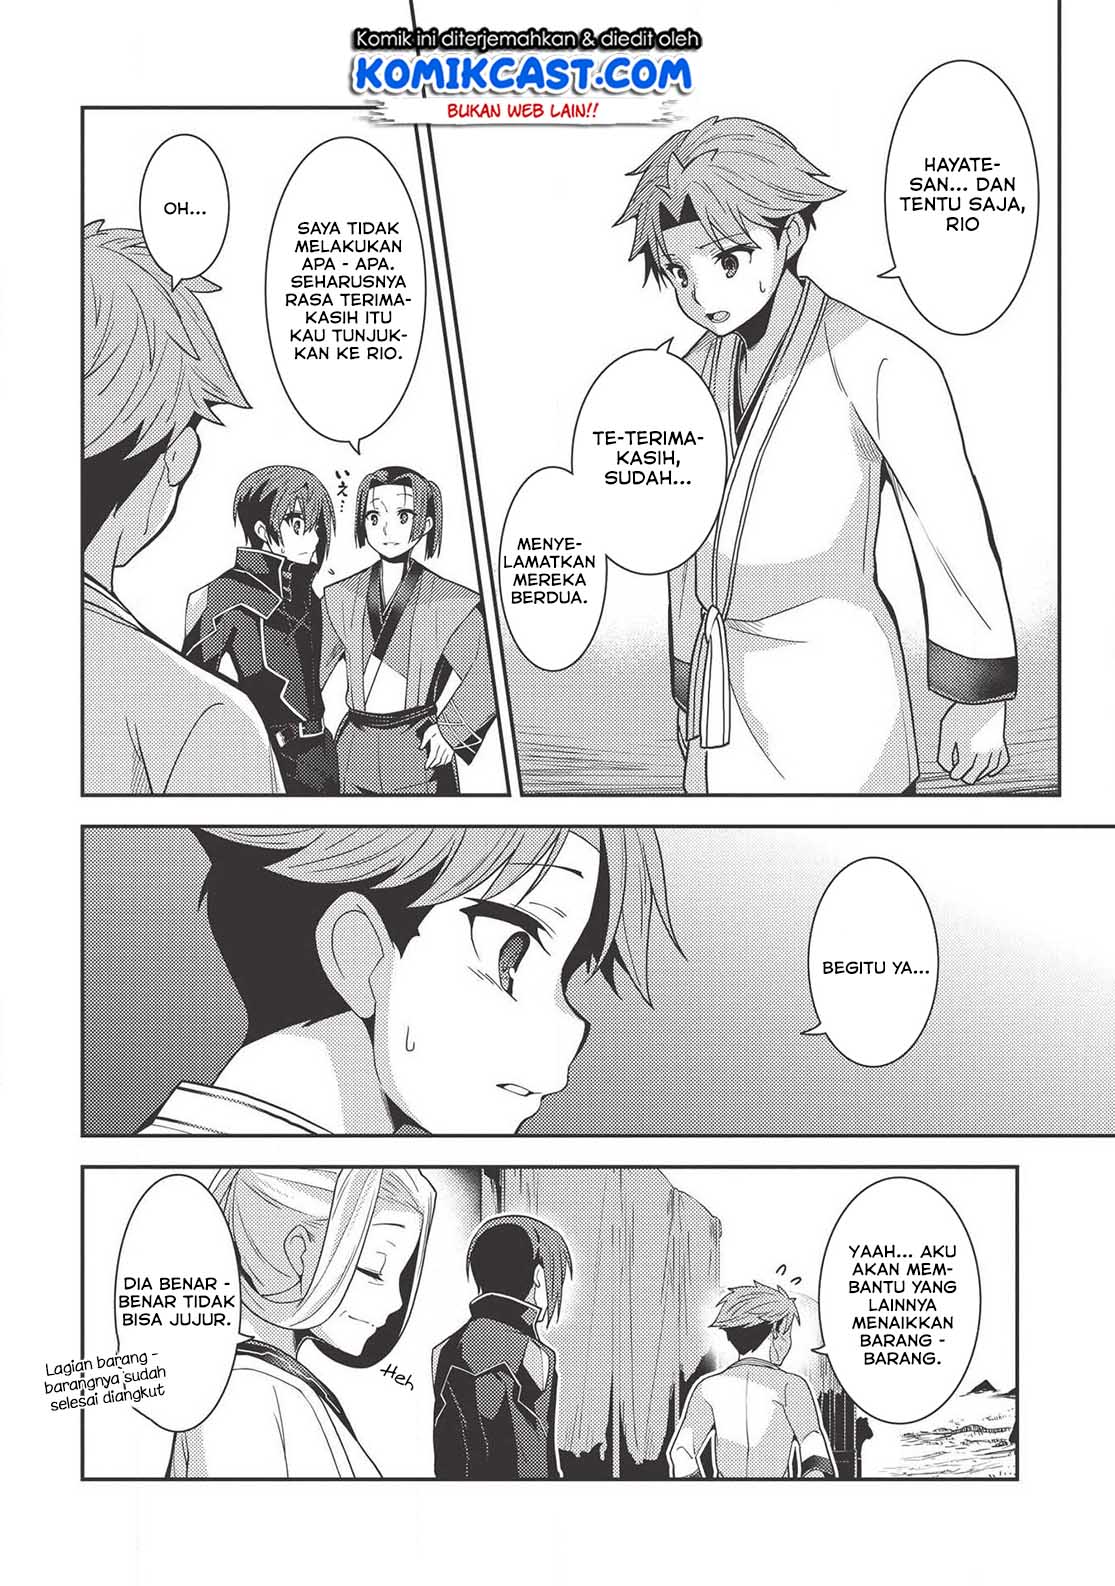 Komik ini diterjemahkan & diedit oleh
KOMIKCAST.COM
BUKAN WEB LAIN!!
HAYATE-
SAN... DAN
TENTU SAJA,
RIO
TE-TERIMA-
KASIH,
SUDAH...
MENYE-
LAMATKAN
MEREKA
BERDUA.
SAYA TIDAK
MELAKUKAN
APA - APA.
SEHARUSNYA
RASA TERIMA-
KASIH ITU
KAU TUNJUK-
KAN KE RIO.
いえ…
OH...
BEGITU YA...
YAAH... AKU
AKAN MEM-
BANTU YANG
LAINNYA
MENAIKKAN
BARANG -
BARANG.
DIA BENAR -
BENAR TIDAK
BISA JUJUR.
Heh
Lagian barang -
barangnya sudah
selesai diangkut